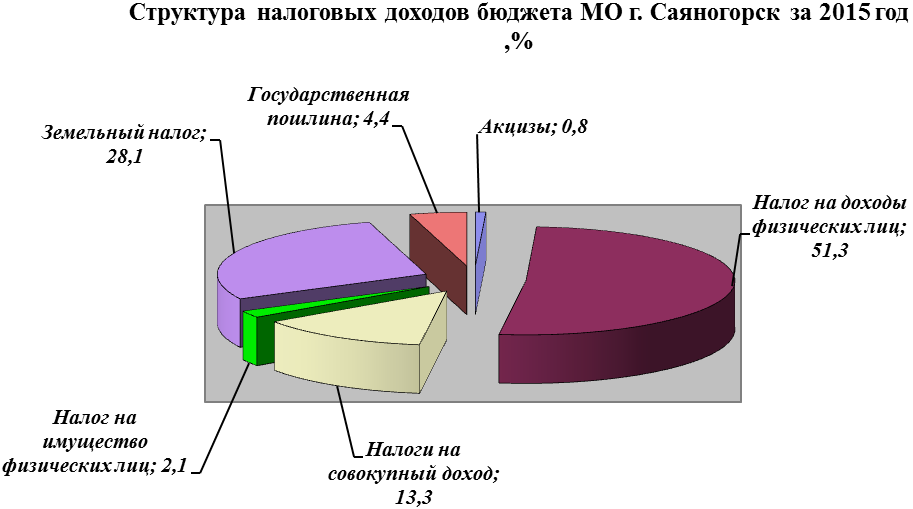 Структура налоговых доходов бюджета МО г. Саяногорск за 2015 год
,%
Государственная
пошлина; 4,4
Акцизы; 0,8
Земельный налог;
28,1
Налог на доходы
физических лиц;
51,3
Налог на
имущество
физических лиц; 2,1
Налоги на
совокупный доход;
13,3